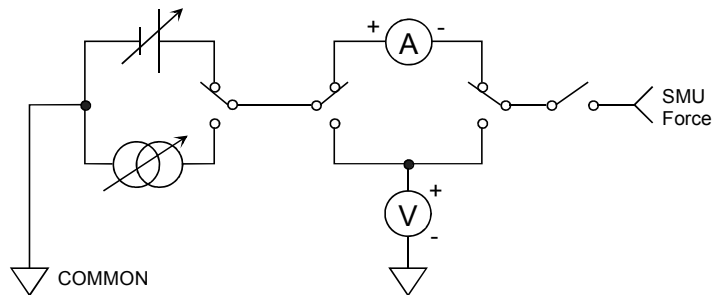 + A -
SMU
Force
+
V
-
COMMON